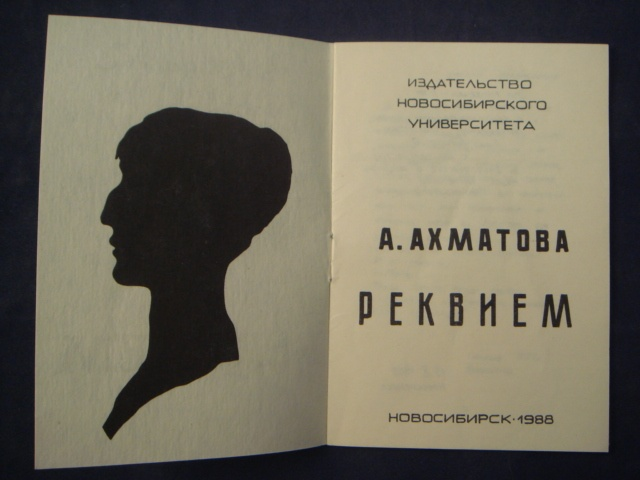 ИЗДАТЕЛЬСТВО
НОВОСИБИРСКОГО
УНИВЕРСИТЕТА
А. АХМАТОВА
РЕКВИЕМ
НОВОСИБИРСК·1988